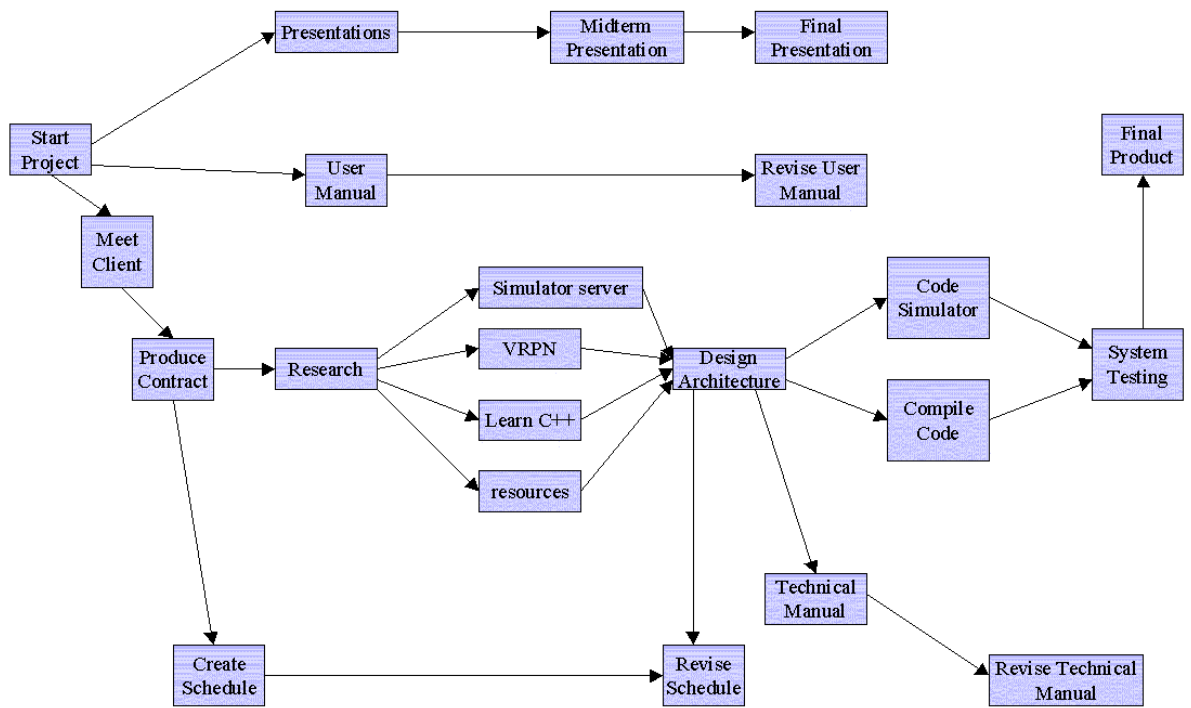 Presentations
Midterm
Presentation
Final
Presentation
Start
Project
User
Manual
Revise User
Manual
Final
Product
Meet
Client
Produce
Contract
Research
Simulator server
VRPN
Learn C++
resources
Design
Architecture
Code
Simulator
Compile
Code
System
Testing
Technical
Manual
Create
Schedule
Revise
Schedule
Revise Technical
Manual